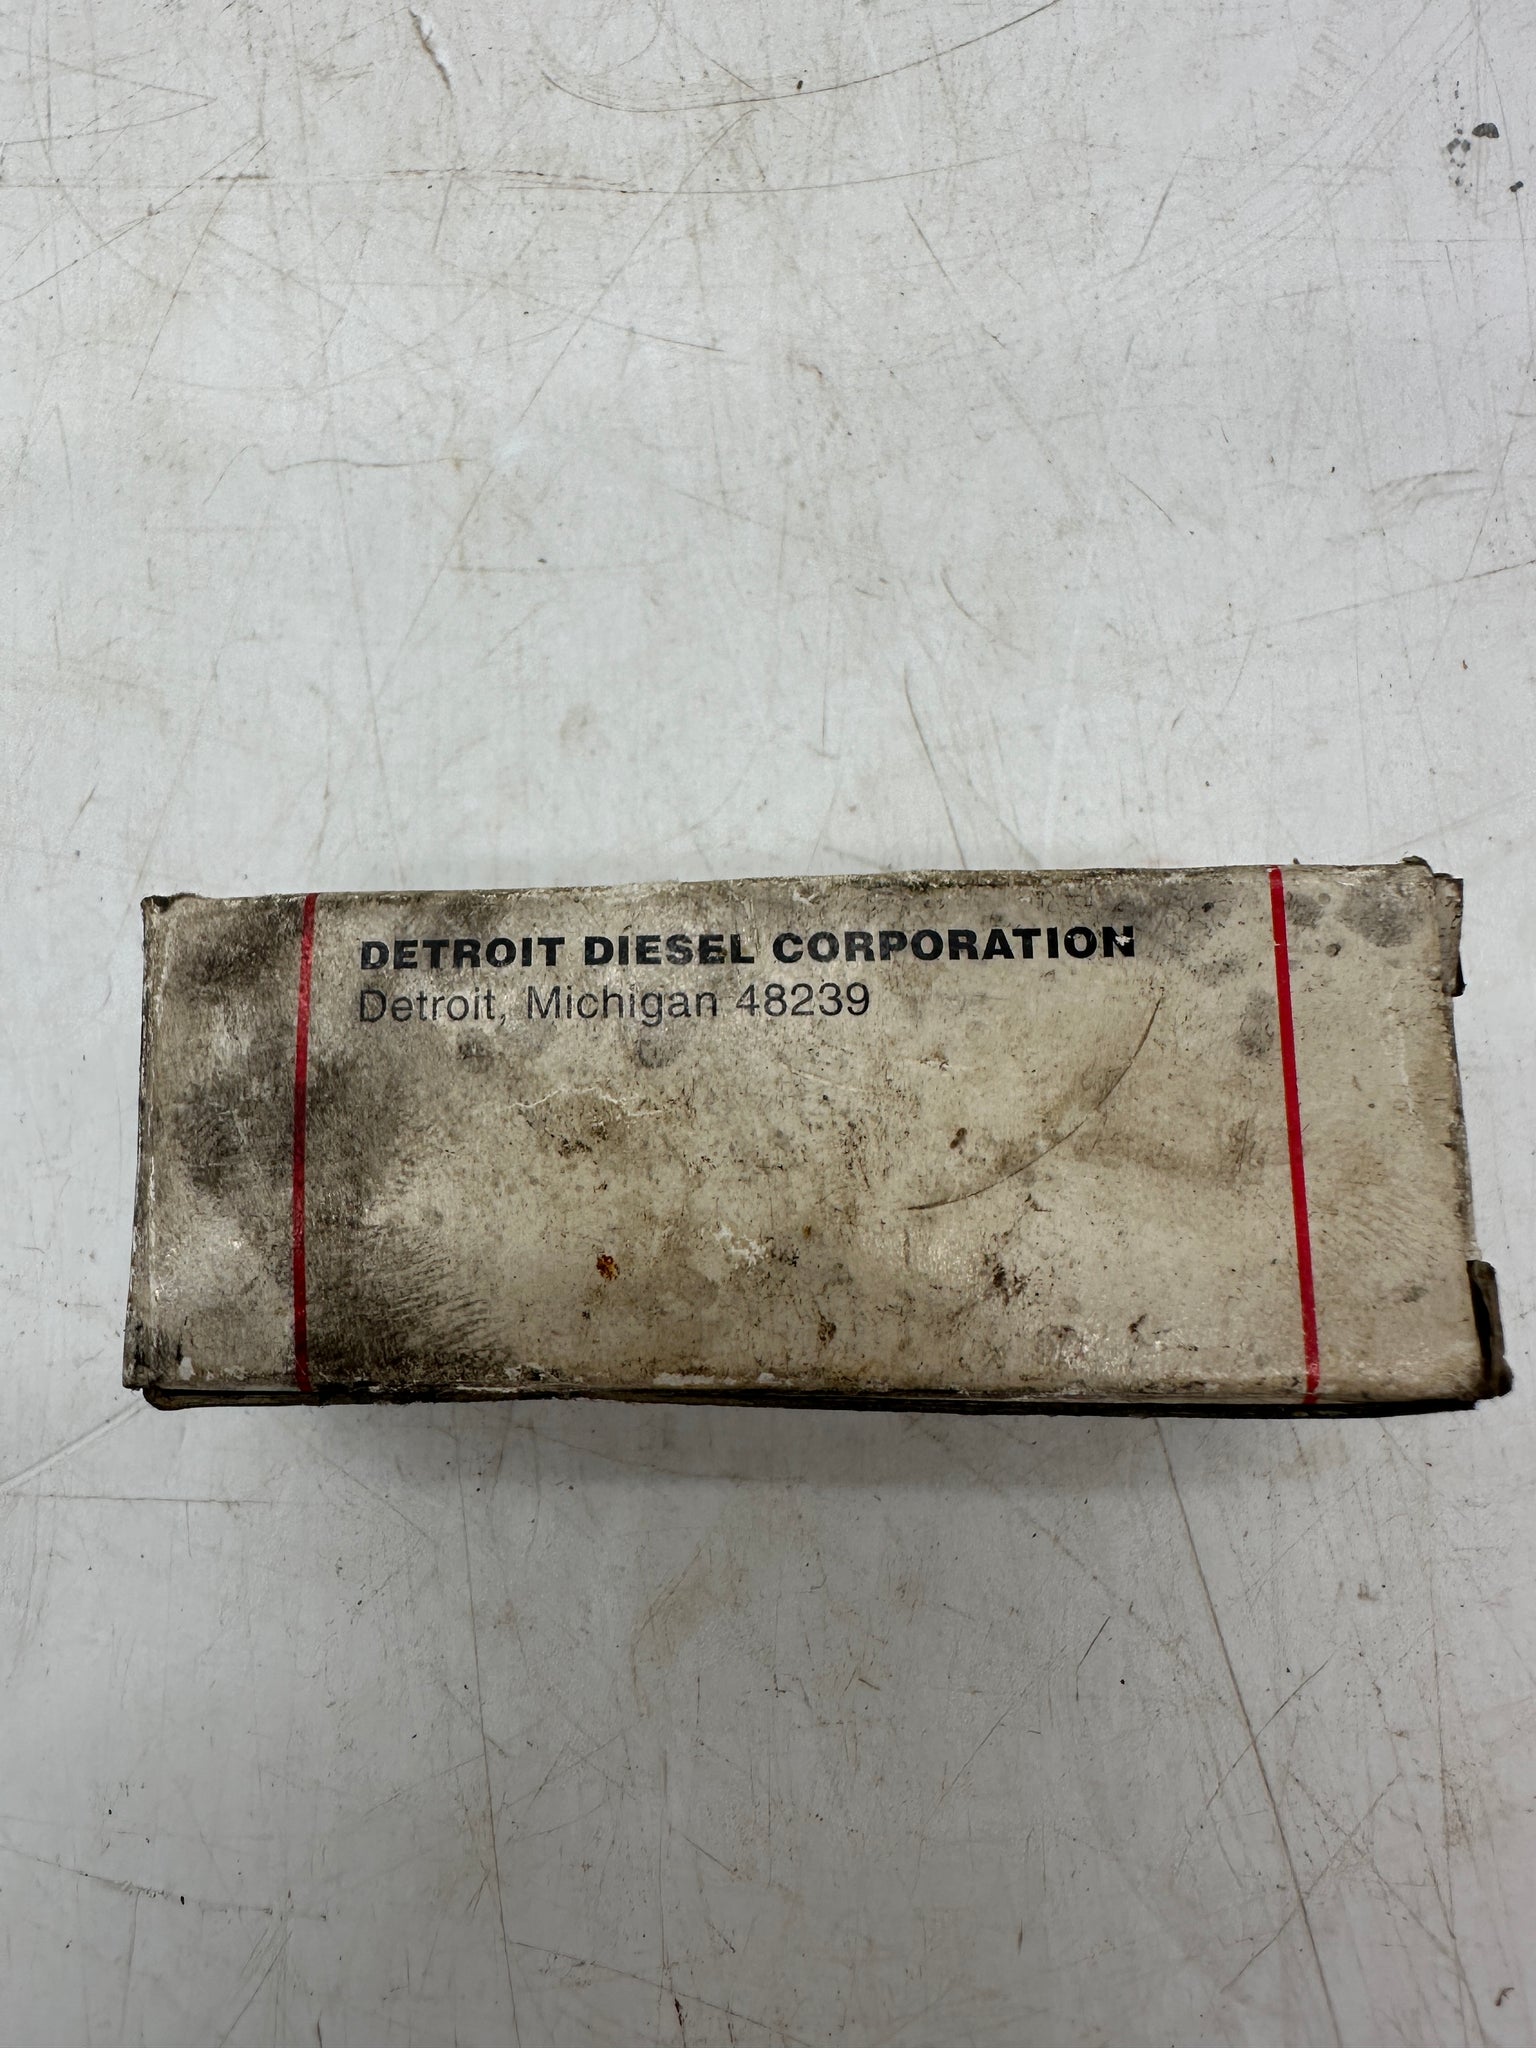 DETROIT DIESEL CORPORATION
Detroit, Michigan 48239